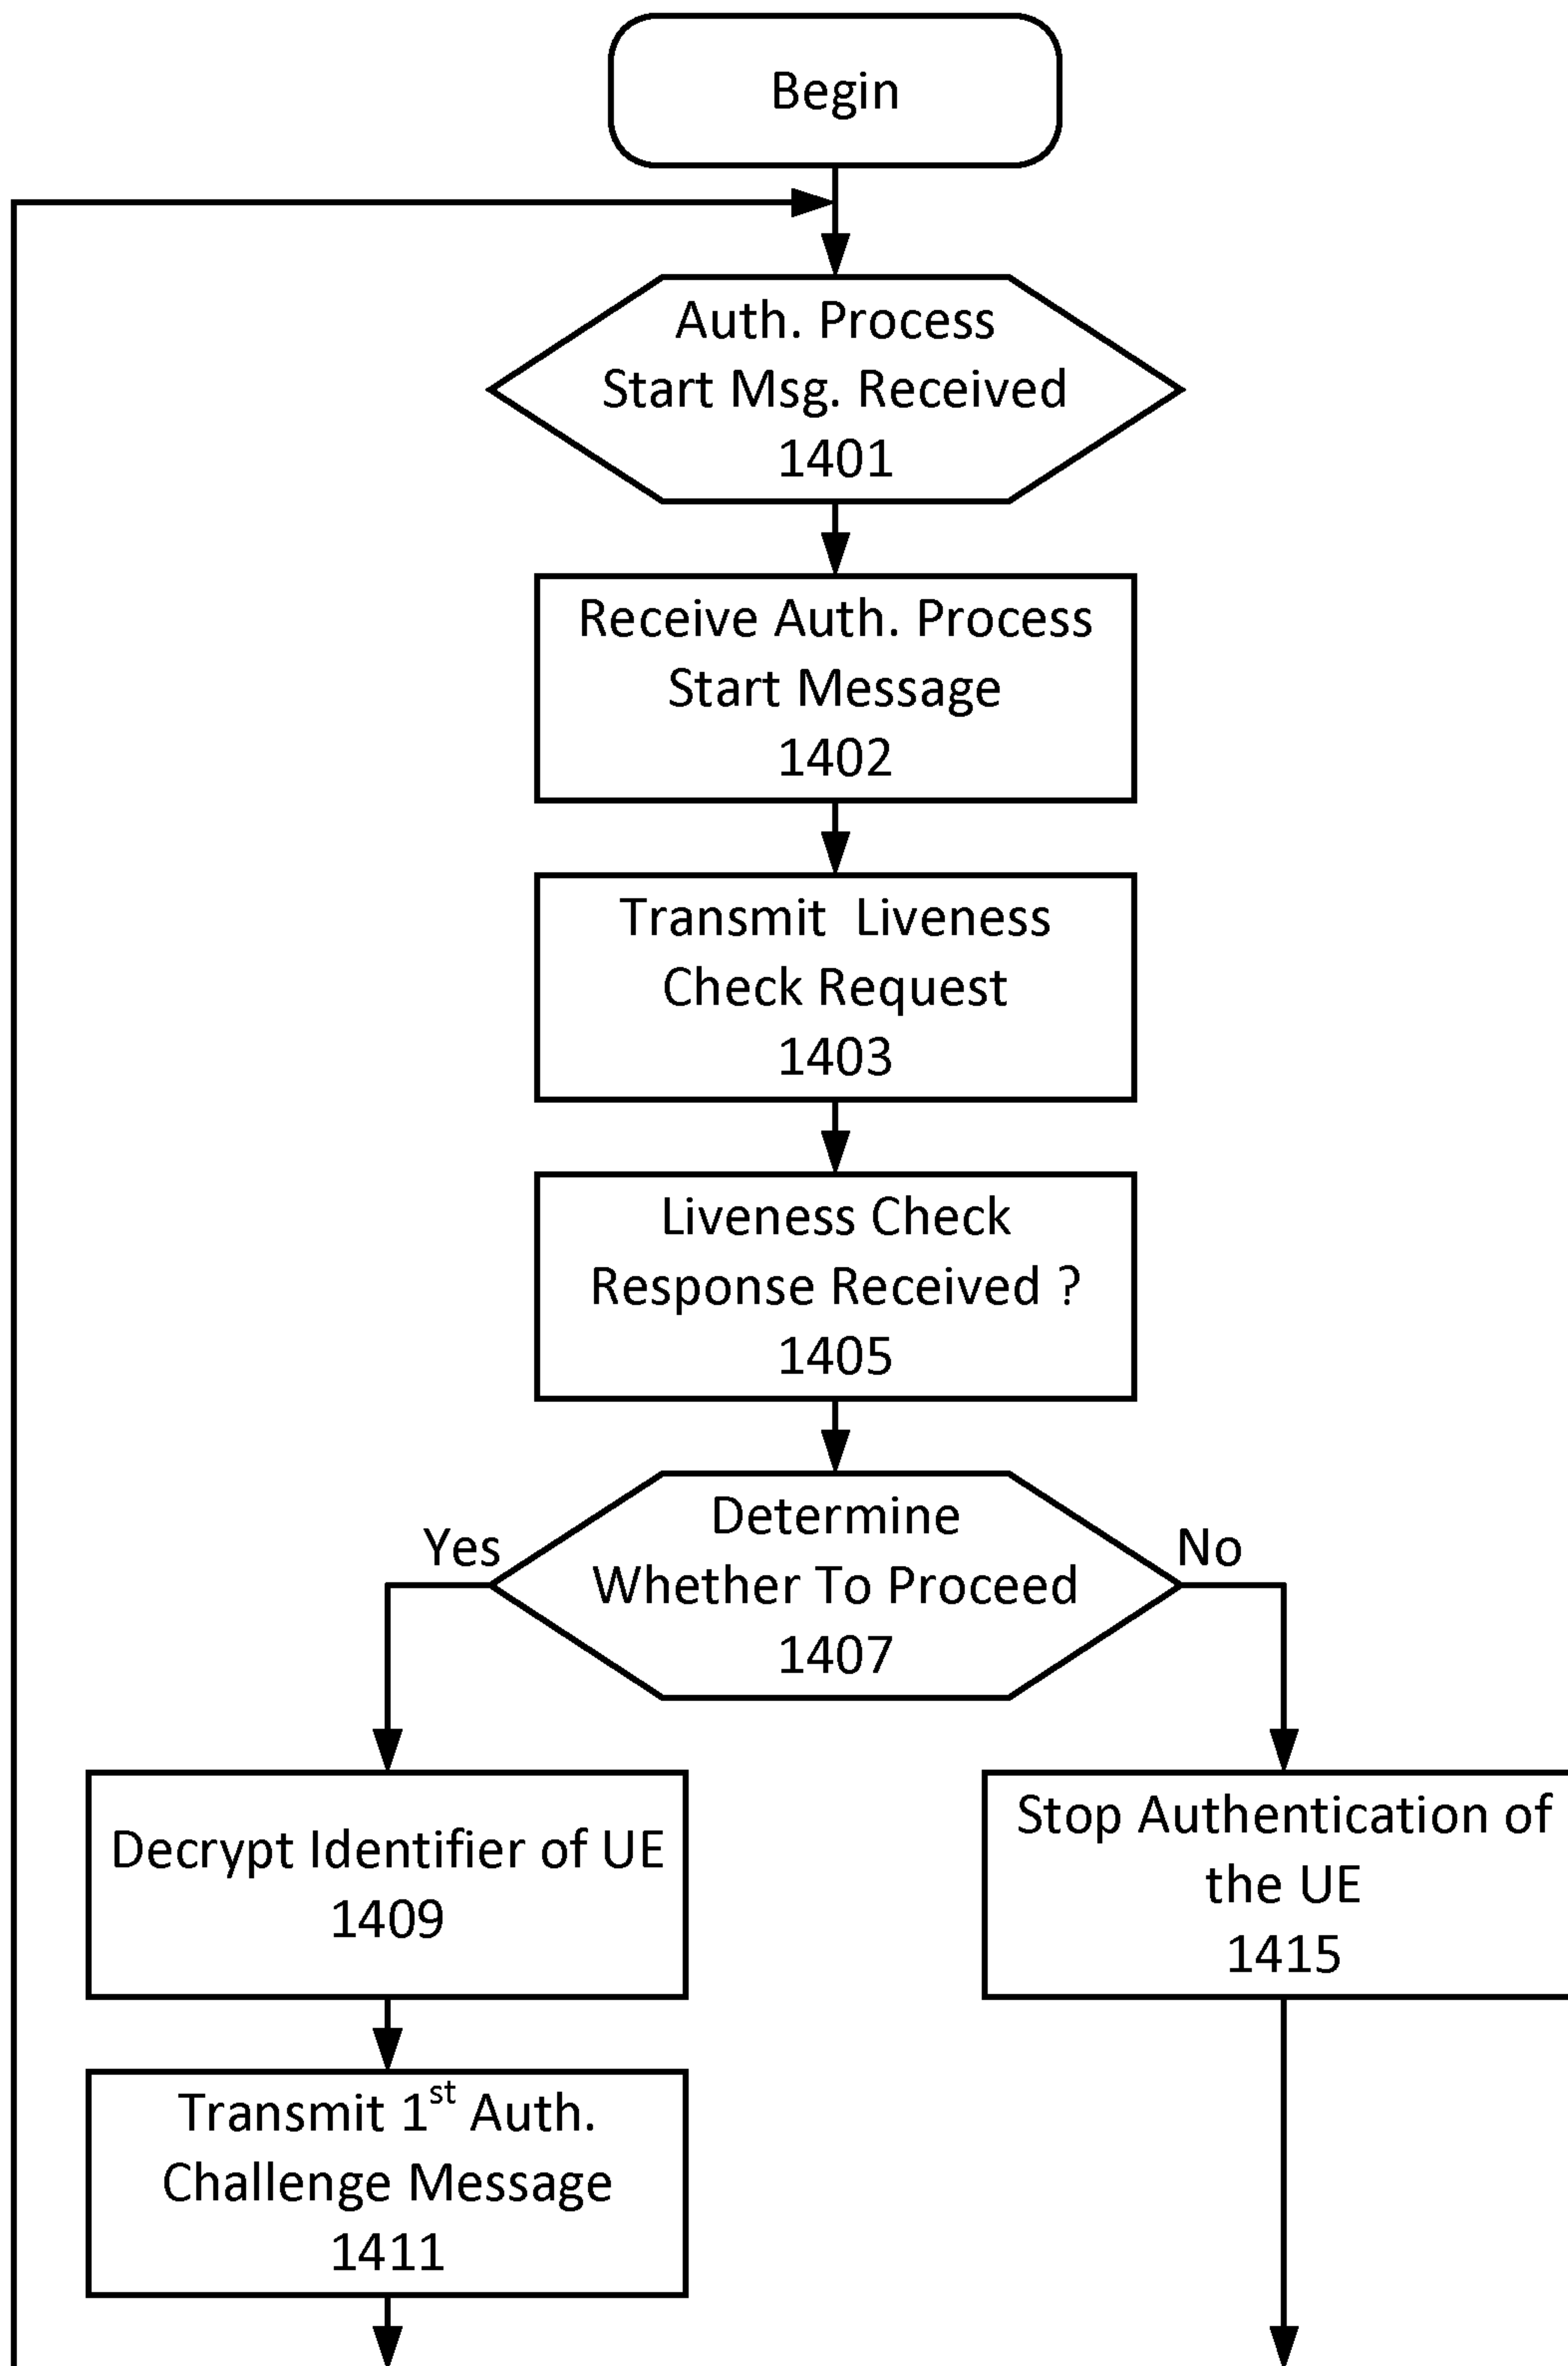 Begin
Auth. Process
Start Msg. Received
1401
Receive Auth. Process
Start Message
1402
Transmit Liveness
Check Request
1403
Liveness Check
Response Received ?
1405
Determine
Whether To Proceed
1407
Yes
No
Decrypt Identifier of UE
1409
Stop Authentication of
the UE
1415
Transmit 1st Auth.
Challenge Message
1411